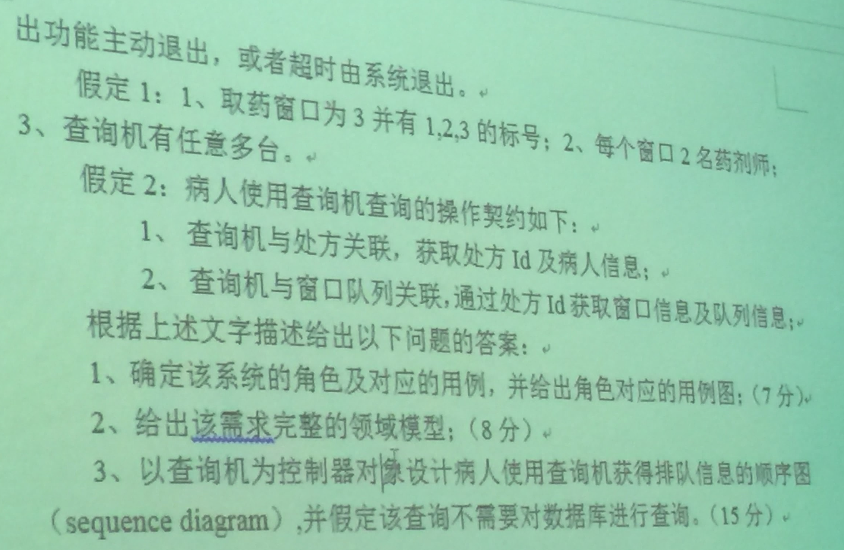 出功能主动退出，或者超时由系统退出。
假定 1：1、取药窗口为 3 并有 1,2,3 的标号；2、每个窗口 2 名药剂师；
3、查询机有任意多台。
假定 2：病人使用查询机查询的操作契约如下：
1、 查询机与处方关联，获取处方 Id 及病人信息；
2、 查询机与窗口队列关联,通过处方 Id 获取窗口信息及队列信息；
根据上述文字描述给出以下问题的答案：
1、确定该系统的角色及对应的用例，并给出角色对应的用例图；（7 分）
2、给出该需求完整的领域模型；（8 分）
3、以查询机为控制器对象设计病人使用查询机获得排队信息的顺序图
（sequence diagram）,并假定该查询不需要对数据库进行查询。（15 分）